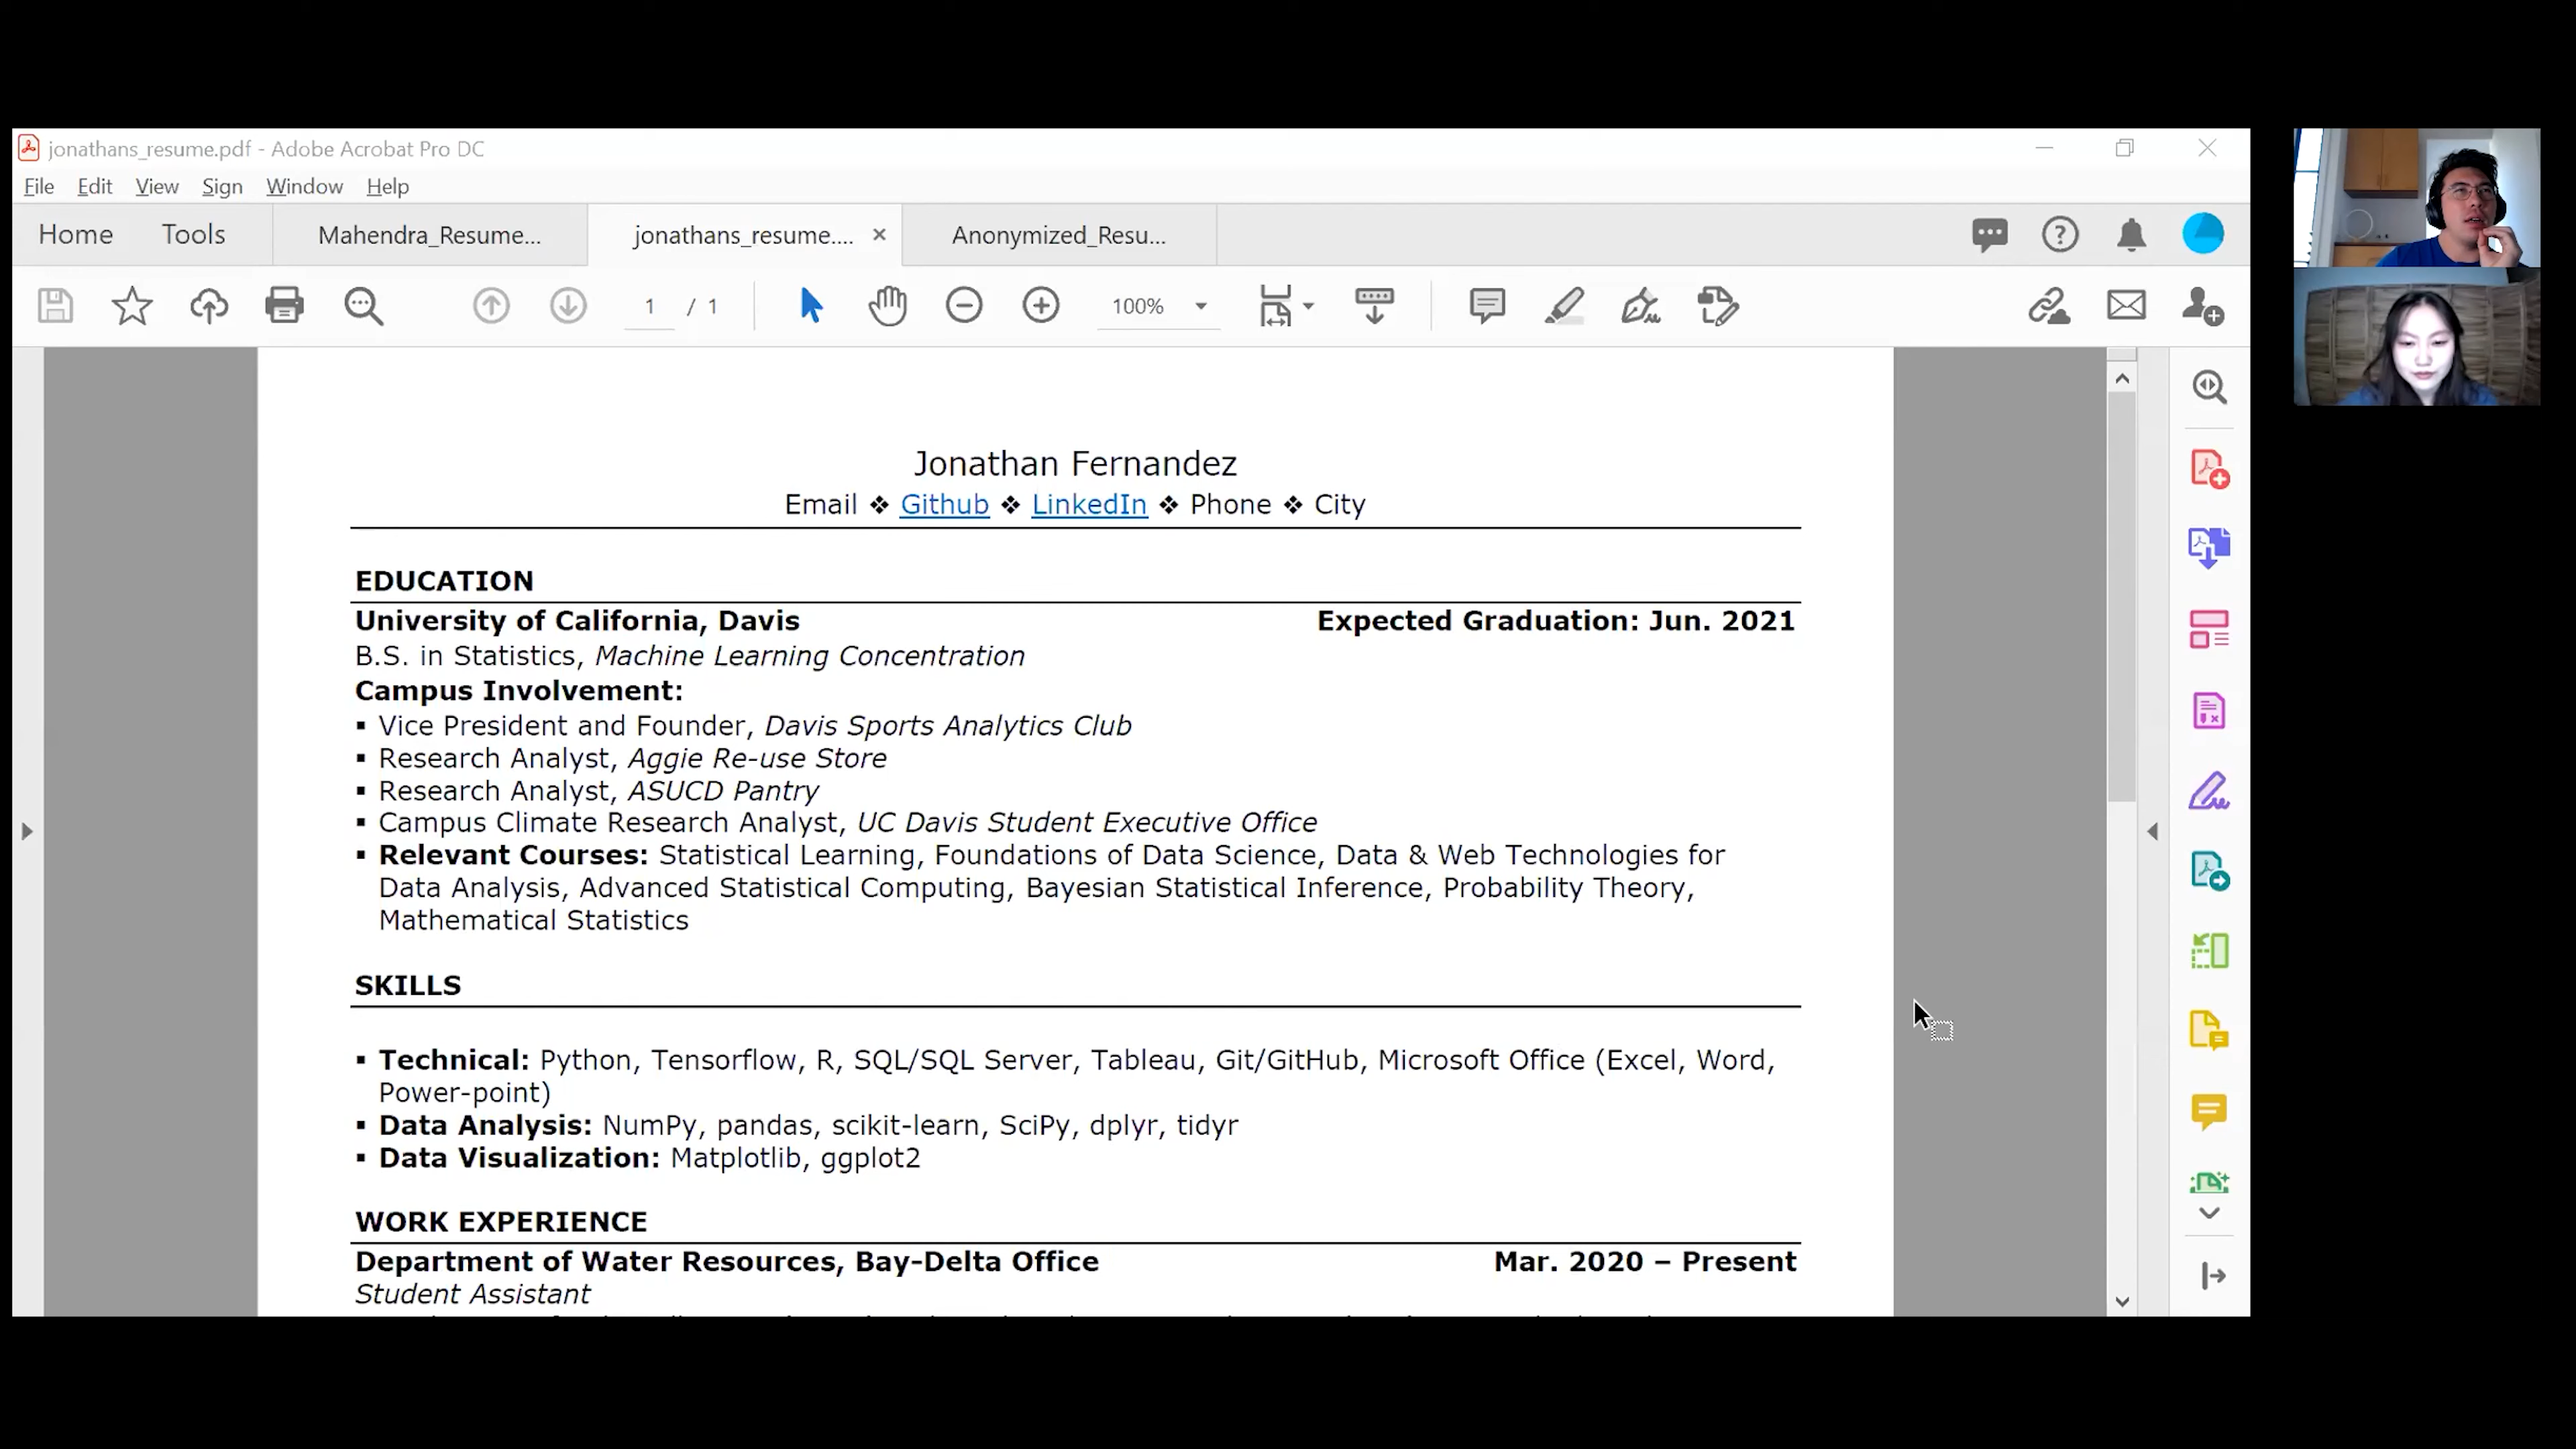 jonathans_resume.pdf - Adobe Acrobat Pro DC
File Edit View Sign Window Help
Home Tools Mahendra_Resume... jonathans_resume.... Anonymized_Resu...
1 / 1 100%
Jonathan Fernandez
Email ❖ Github ❖ LinkedIn ❖ Phone ❖ City
EDUCATION
University of California, Davis Expected Graduation: Jun. 2021
B.S. in Statistics, Machine Learning Concentration
Campus Involvement:
▪ Vice President and Founder, Davis Sports Analytics Club
▪ Research Analyst, Aggie Re-use Store
▪ Research Analyst, ASUCD Pantry
▪ Campus Climate Research Analyst, UC Davis Student Executive Office
▪ Relevant Courses: Statistical Learning, Foundations of Data Science, Data & Web Technologies for
Data Analysis, Advanced Statistical Computing, Bayesian Statistical Inference, Probability Theory,
Mathematical Statistics
SKILLS
▪ Technical: Python, Tensorflow, R, SQL/SQL Server, Tableau, Git/GitHub, Microsoft Office (Excel, Word,
Power-point)
▪ Data Analysis: NumPy, pandas, scikit-learn, SciPy, dplyr, tidyr
▪ Data Visualization: Matplotlib, ggplot2
WORK EXPERIENCE
Department of Water Resources, Bay-Delta Office Mar. 2020 – Present
Student Assistant